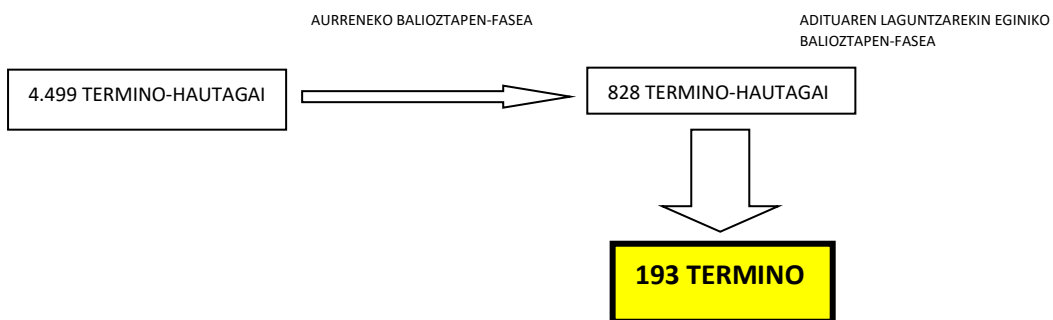 AURRENEKO BALIOZTAPEN-FASEA
ADITUAREN LAGUNTZAREKIN EGINIKO
BALIOZTAPEN-FASEA
4.499 TERMINO-HAUTAGAI
828 TERMINO-HAUTAGAI
193 TERMINO